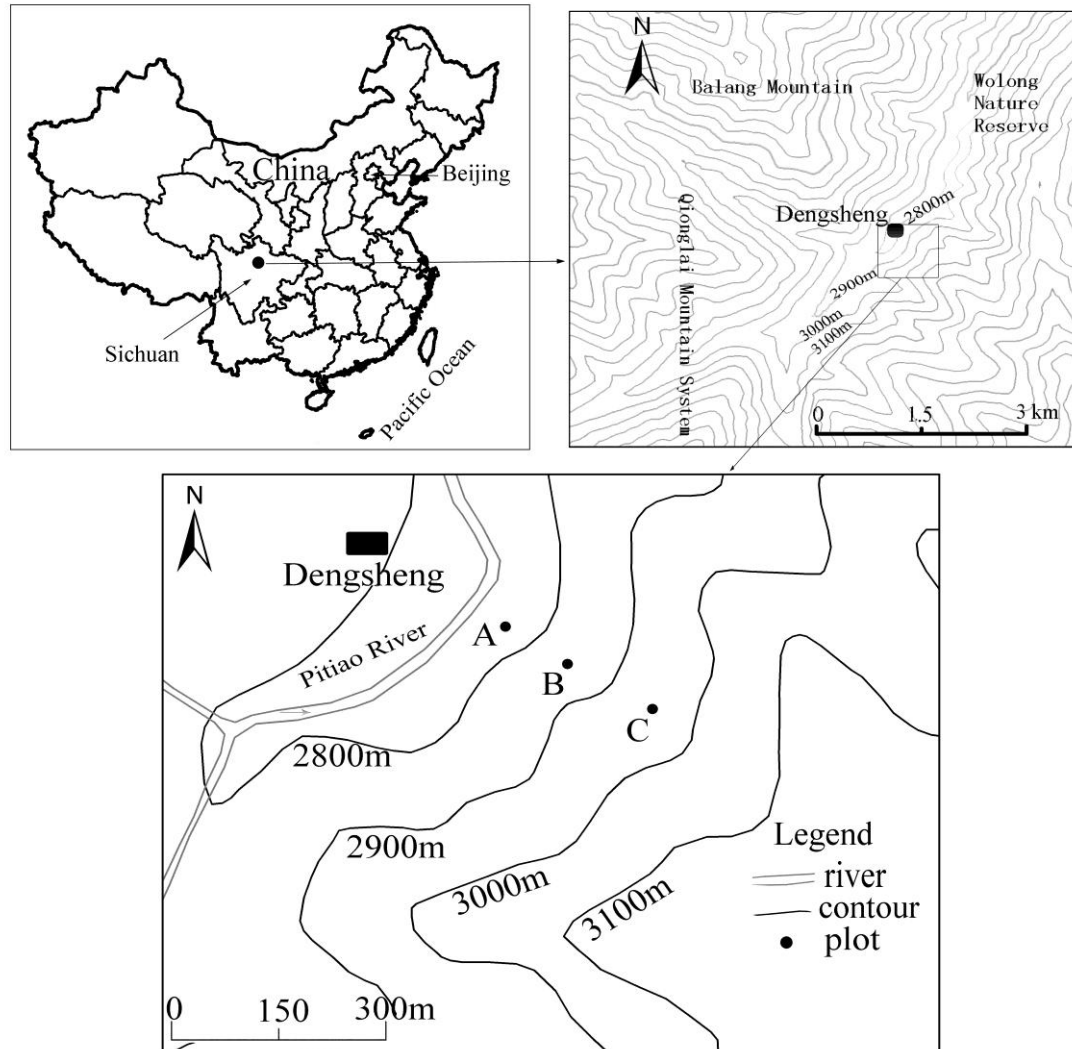 China
Beijing
Sichuan
Pacific Ocean
N
Balang Mountain
Wolong
Nature
Reserve
Dengsheng
2800m
Qionglai Mountain System
2900m
3000m
3100m
0 1.5 3 km
N
Dengsheng
Pitiao River
A
B
C
2800m
2900m
3000m
3100m
Legend
river
contour
plot
0 150 300m